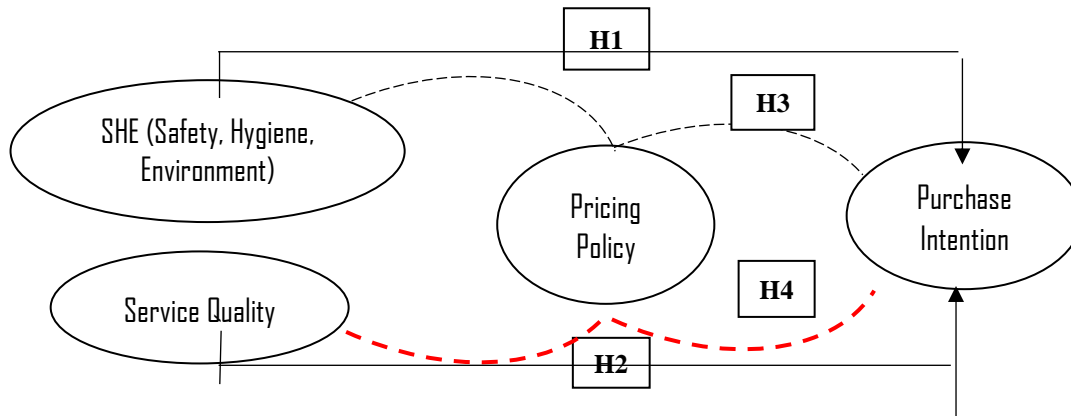 H1
H3
SHE (Safety, Hygiene,
Environment)
Pricing
Policy
Purchase
Intention
Service Quality
H4
H2